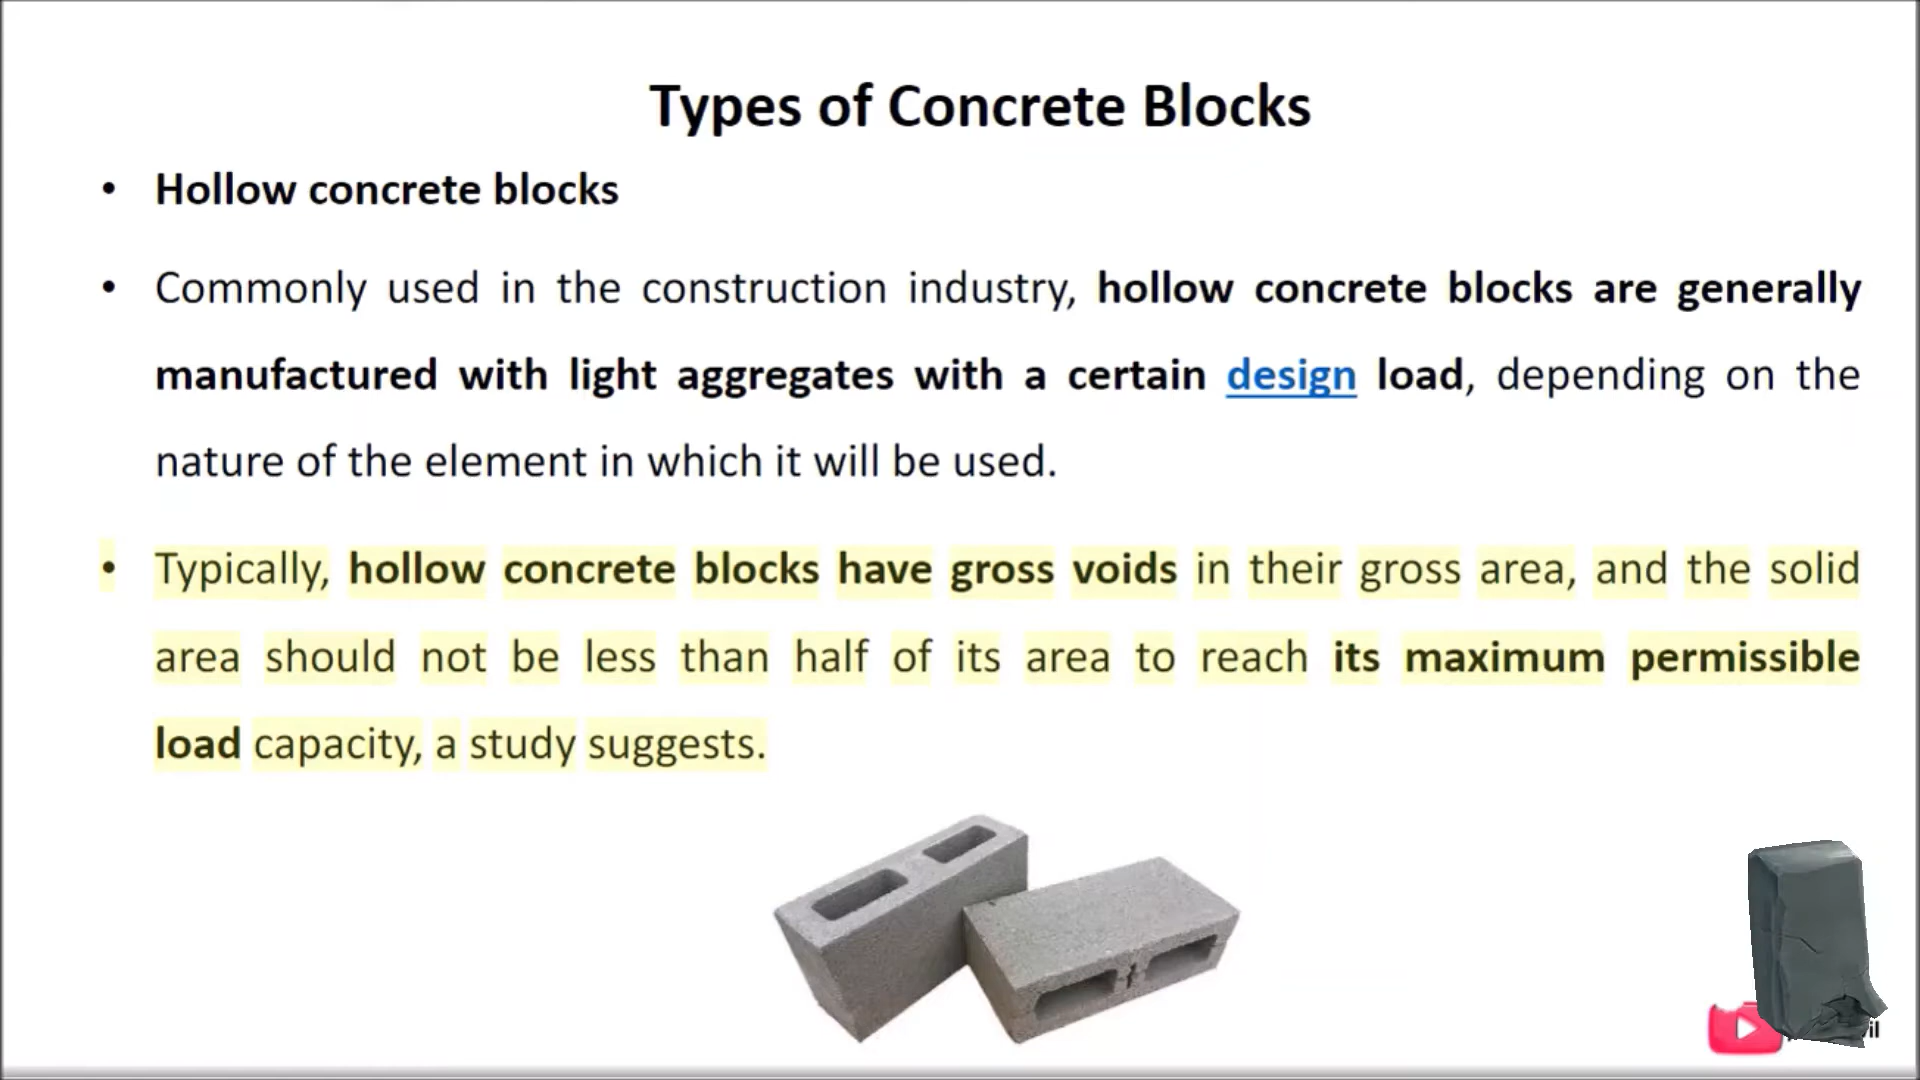 Types of Concrete Blocks
• Hollow concrete blocks
• Commonly used in the construction industry, hollow concrete blocks are generally
manufactured with light aggregates with a certain design load, depending on the
nature of the element in which it will be used.
• Typically, hollow concrete blocks have gross voids in their gross area, and the solid
area should not be less than half of its area to reach its maximum permissible
load capacity, a study suggests.